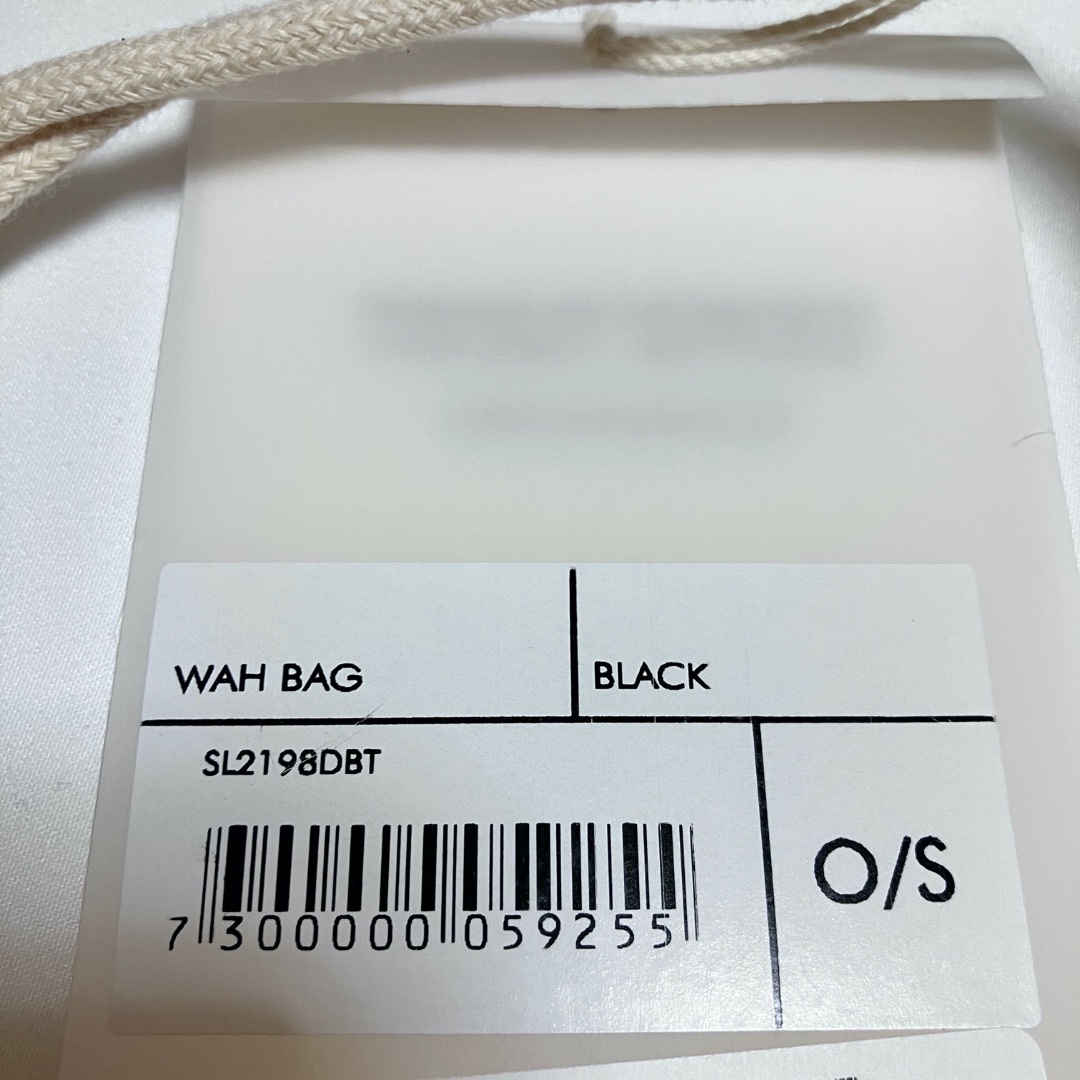 WAH BAG
BLACK
SL2198DBT
7 300000 059255
O/S